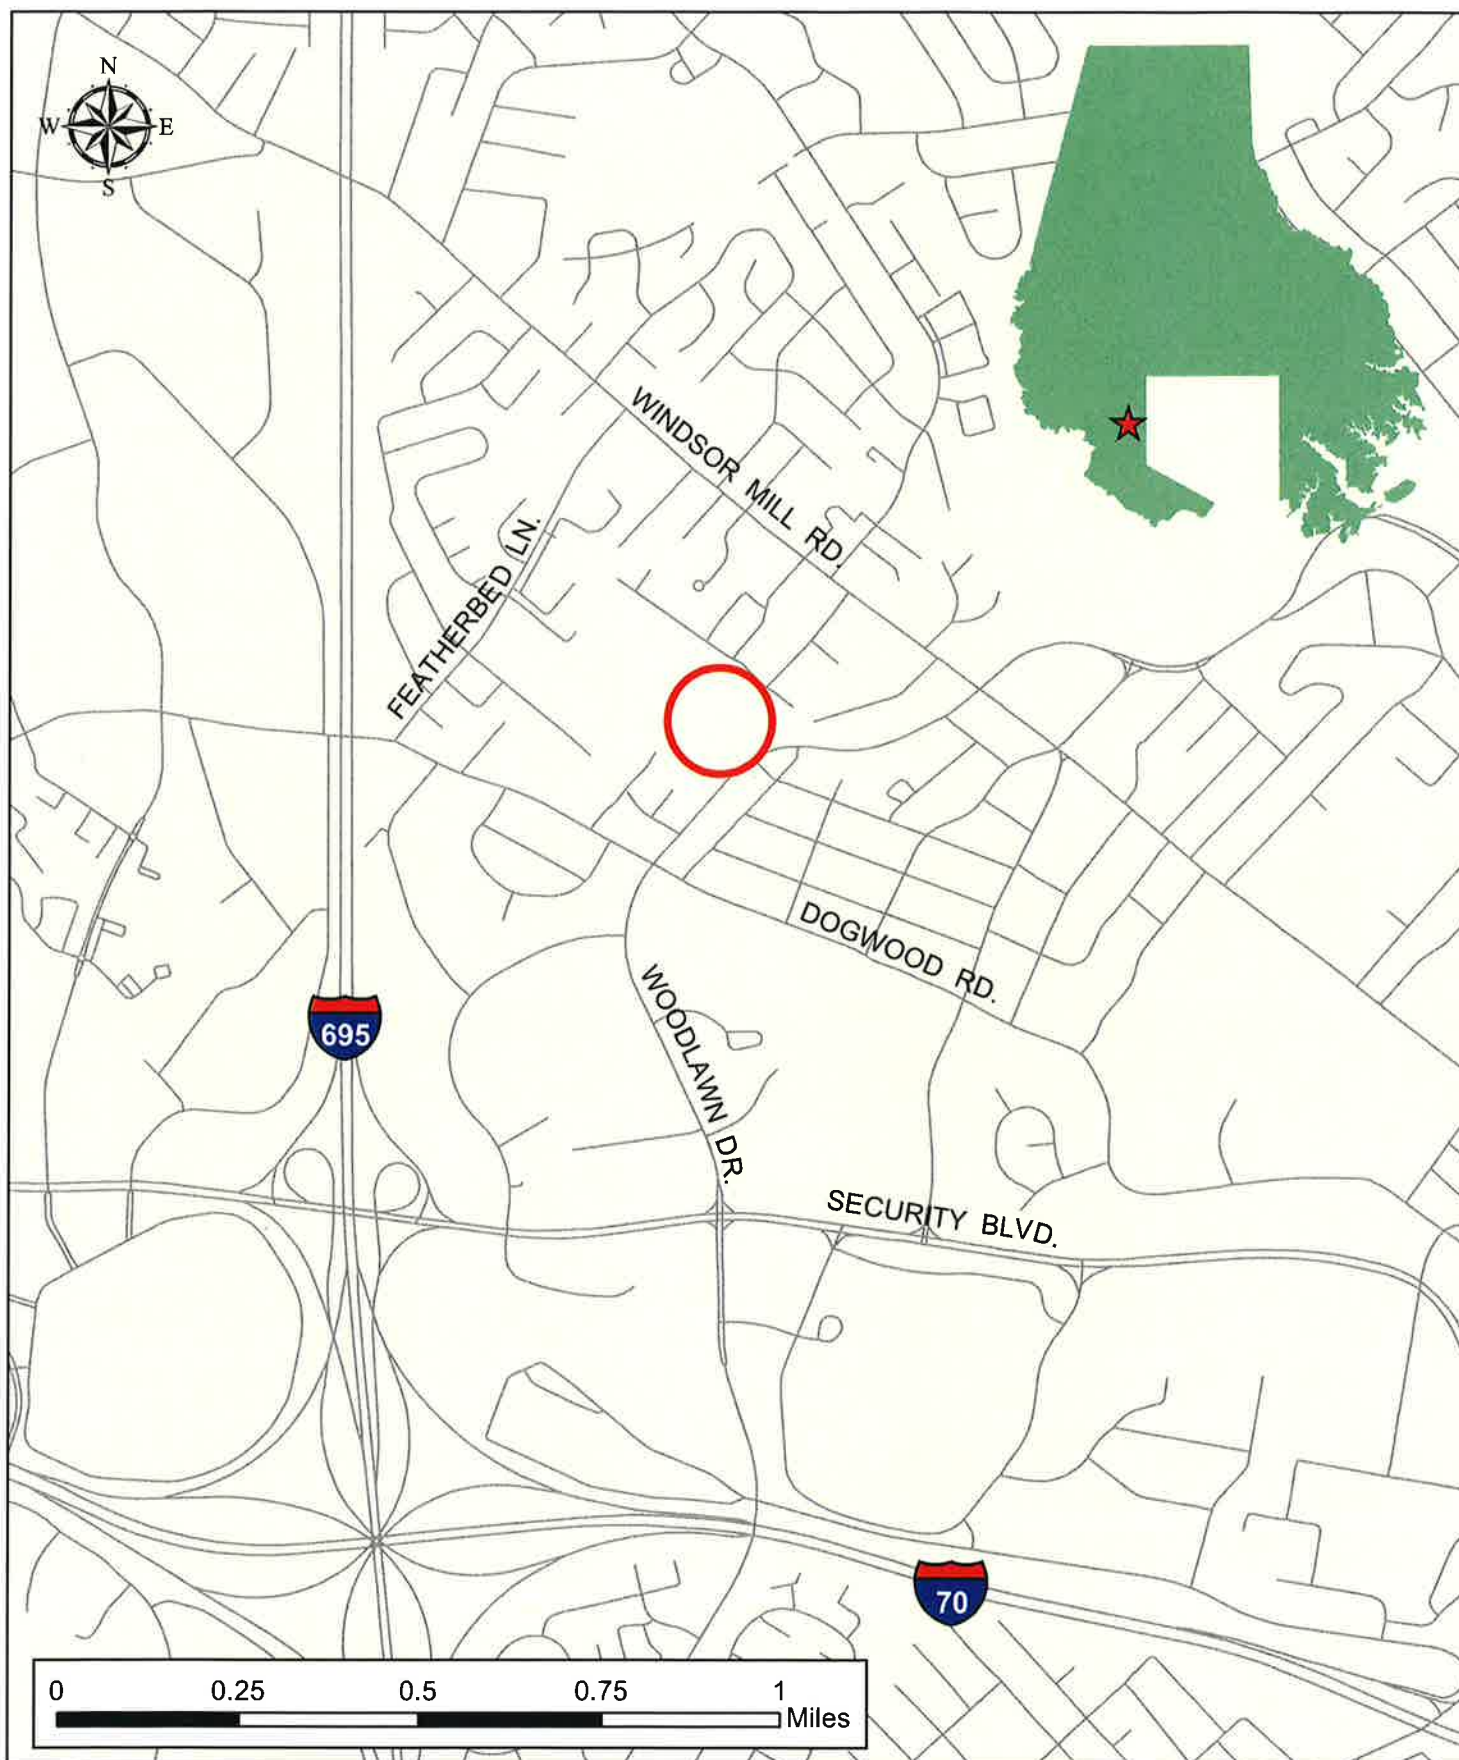 N
W E
S
WINDSOR MILL RD.
FEATHERBED LN.
DOGWOOD RD.
WOODLAWN DR.
695
SECURITY BLVD.
70
0 0.25 0.5 0.75 1
Miles